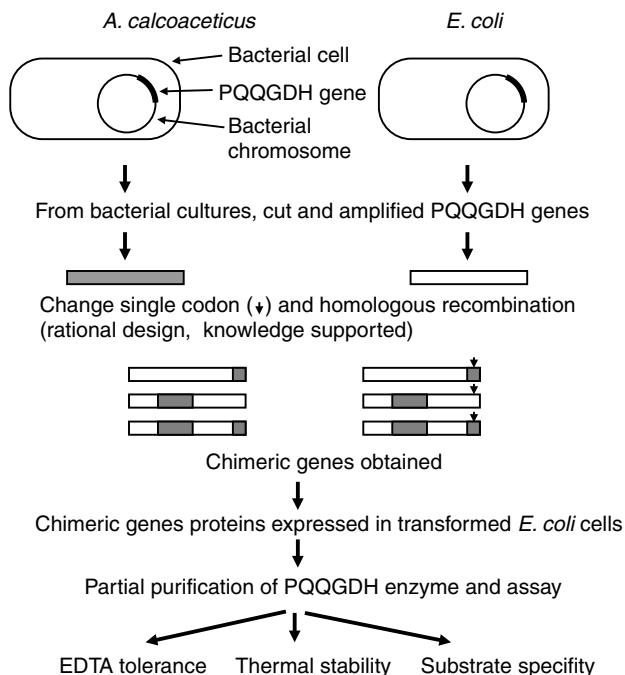 A. calcoaceticus
E. coli
Bacterial cell
PQQGDH gene
Bacterial
chromosome
From bacterial cultures, cut and amplified PQQGDH genes
Change single codon (↓) and homologous recombination
(rational design, knowledge supported)
Chimeric genes obtained
Chimeric genes proteins expressed in transformed E. coli cells
Partial purification of PQQGDH enzyme and assay
EDTA tolerance Thermal stability Substrate specifity